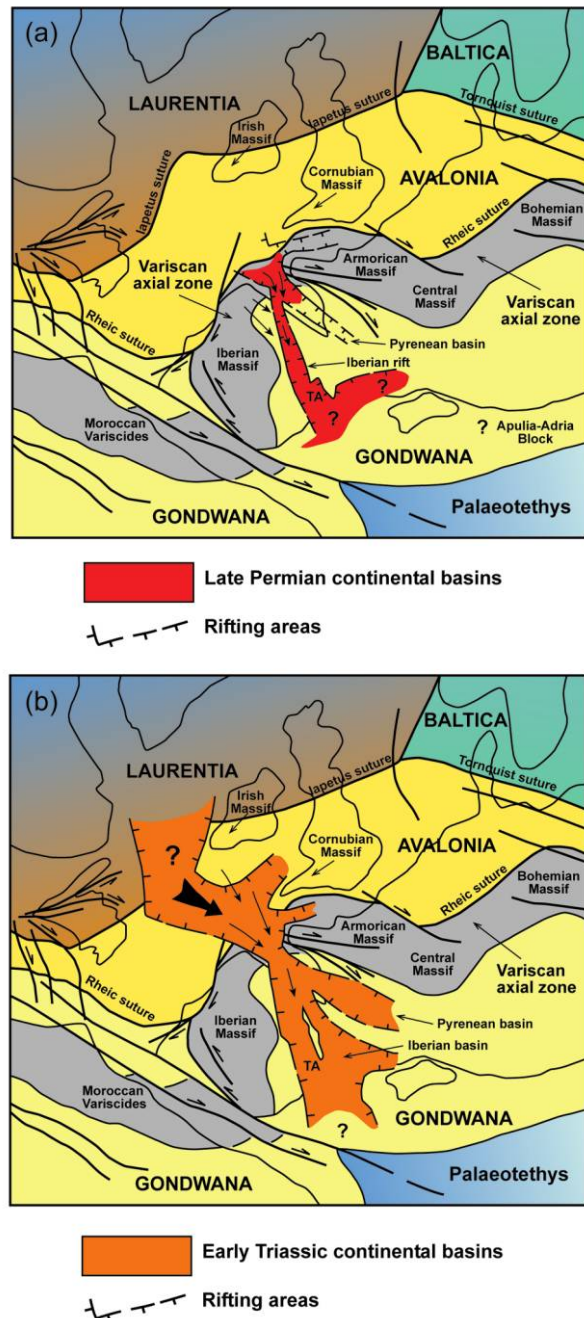 (a)
BALTICA
LAURENTIA
Iapetus suture
Tornquist suture
Irish
Massif
Cornubian
Massif
AVALONIA
Iapetus suture
Bohemian
Massif
Rheic suture
Armorican
Massif
Variscan
axial zone
Central
Massif
Variscan
axial zone
Rheic suture
Iberian
Massif
Pyrenean basin
Iberian rift
TA
?
?
Moroccan
Variscides
? Apulia-Adria
Block
GONDWANA
GONDWANA
Palaeotethys
Late Permian continental basins
Rifting areas
(b)
BALTICA
LAURENTIA
Iapetus suture
Tornquist suture
Irish
Massif
Cornubian
Massif
?
AVALONIA
Bohemian
Massif
Rheic suture
Armorican
Massif
Central
Massif
Variscan
axial zone
Rheic suture
Iberian
Massif
Pyrenean basin
Iberian basin
TA
Moroccan
Variscides
GONDWANA
?
GONDWANA
Palaeotethys
Early Triassic continental basins
Rifting areas